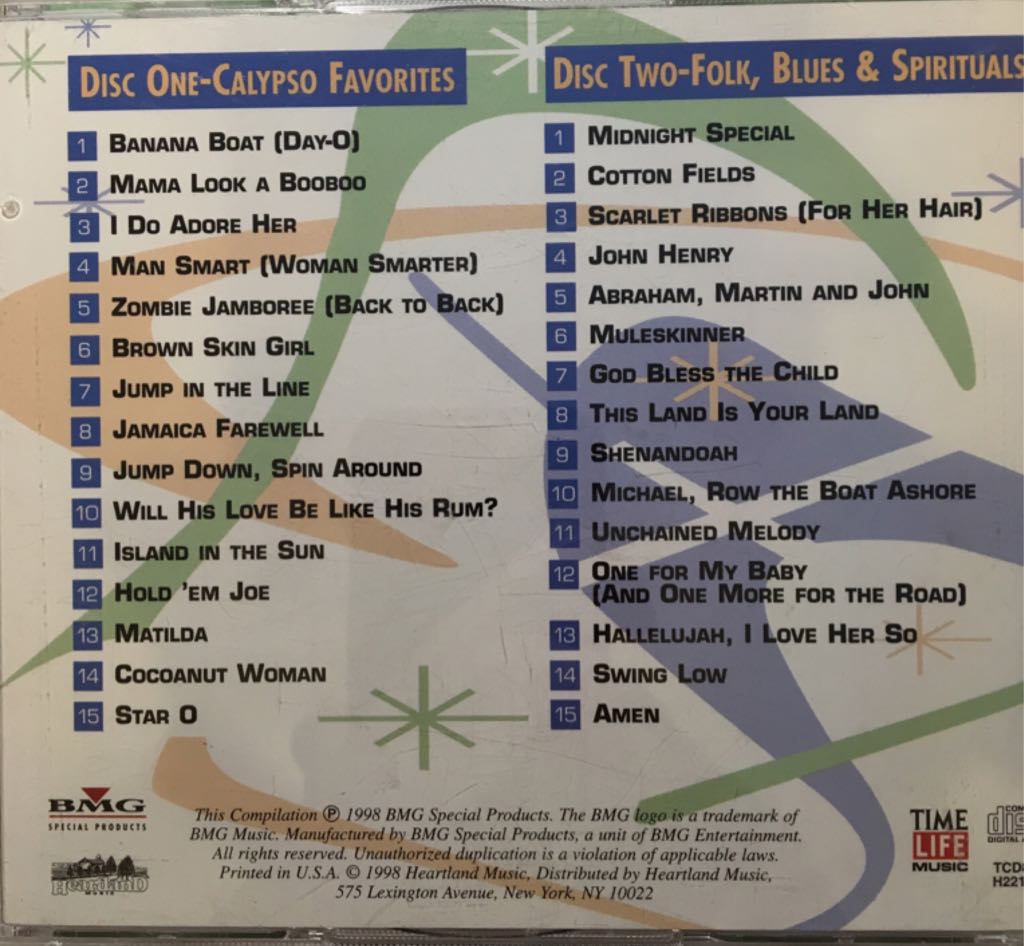 DISC ONE-CALYPSO FAVORITES
1 BANANA BOAT (DAY-O)
2 MAMA LOOK A BOOBOO
3 I DO ADORE HER
4 MAN SMART (WOMAN SMARTER)
5 ZOMBIE JAMBOREE (BACK TO BACK)
6 BROWN SKIN GIRL
7 JUMP IN THE LINE
8 JAMAICA FAREWELL
9 JUMP DOWN, SPIN AROUND
10 WILL HIS LOVE BE LIKE HIS RUM?
11 ISLAND IN THE SUN
12 HOLD 'EM JOE
13 MATILDA
14 COCOANUT WOMAN
15 STAR O
DISC TWO-FOLK, BLUES & SPIRITUALS
1 MIDNIGHT SPECIAL
2 COTTON FIELDS
3 SCARLET RIBBONS (FOR HER HAIR)
4 JOHN HENRY
5 ABRAHAM, MARTIN AND JOHN
6 MULESKINNER
7 GOD BLESS THE CHILD
8 THIS LAND IS YOUR LAND
9 SHENANDOAH
10 MICHAEL, ROW THE BOAT ASHORE
11 UNCHAINED MELODY
12 ONE FOR MY BABY
(AND ONE MORE FOR THE ROAD)
13 HALLELUJAH, I LOVE HER SO
14 SWING LOW
15 AMEN
BMG
SPECIAL PRODUCTS
Heartland
MUSIC
This Compilation ℗ 1998 BMG Special Products. The BMG logo is a trademark of
BMG Music. Manufactured by BMG Special Products, a unit of BMG Entertainment.
All rights reserved. Unauthorized duplication is a violation of applicable laws.
Printed in U.S.A. © 1998 Heartland Music, Distributed by Heartland Music,
575 Lexington Avenue, New York, NY 10022
TIME
LIFE
MUSIC
COM
dis
DIGITAL A
TCD
H221